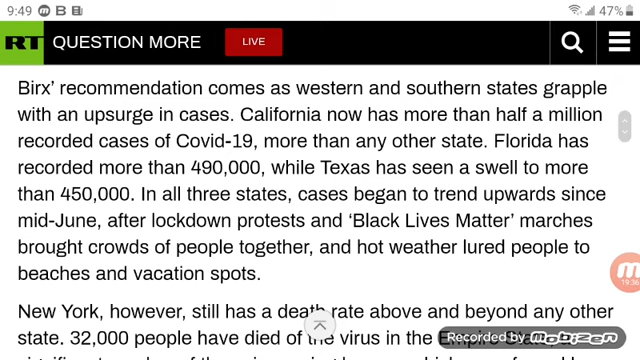 9:49 M B 47%
RT QUESTION MORE LIVE
Birx' recommendation comes as western and southern states grapple
with an upsurge in cases. California now has more than half a million
recorded cases of Covid-19, more than any other state. Florida has
recorded more than 490,000, while Texas has seen a swell to more
than 450,000. In all three states, cases began to trend upwards since
mid-June, after lockdown protests and ‘Black Lives Matter’ marches
brought crowds of people together, and hot weather lured people to
beaches and vacation spots.
19:36
New York, however, still has a death rate above and beyond any other
state. 32,000 people have died of the virus in the Empire State,
Recorded by mobizen